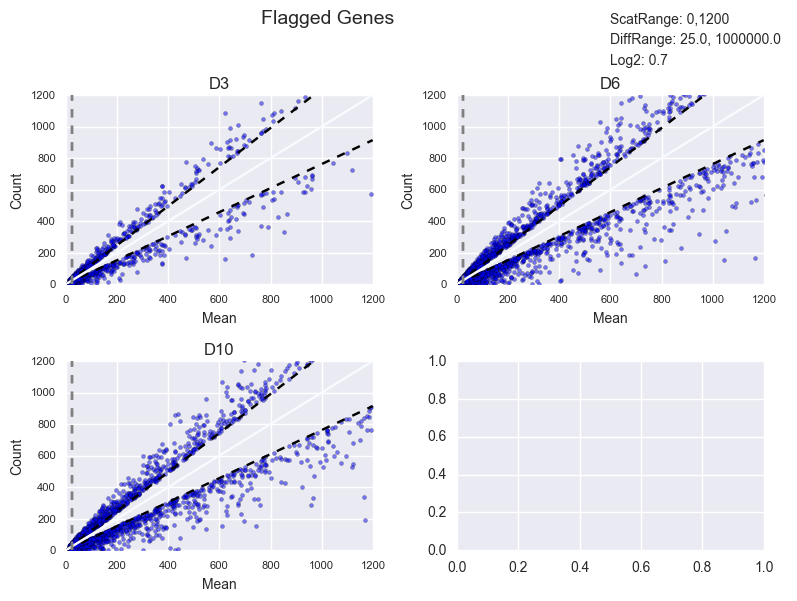 Flagged Genes
ScatRange: 0,1200
DiffRange: 25.0, 1000000.0
Log2: 0.7
D3
1200
1000
800
600
400
200
0
Count
0 200 400 600 800 1000 1200
Mean
D6
1200
1000
800
600
400
200
0
Count
0 200 400 600 800 1000 1200
Mean
D10
1200
1000
800
600
400
200
0
Count
0 200 400 600 800 1000 1200
Mean
1.0
0.8
0.6
0.4
0.2
0.0
0.0 0.2 0.4 0.6 0.8 1.0